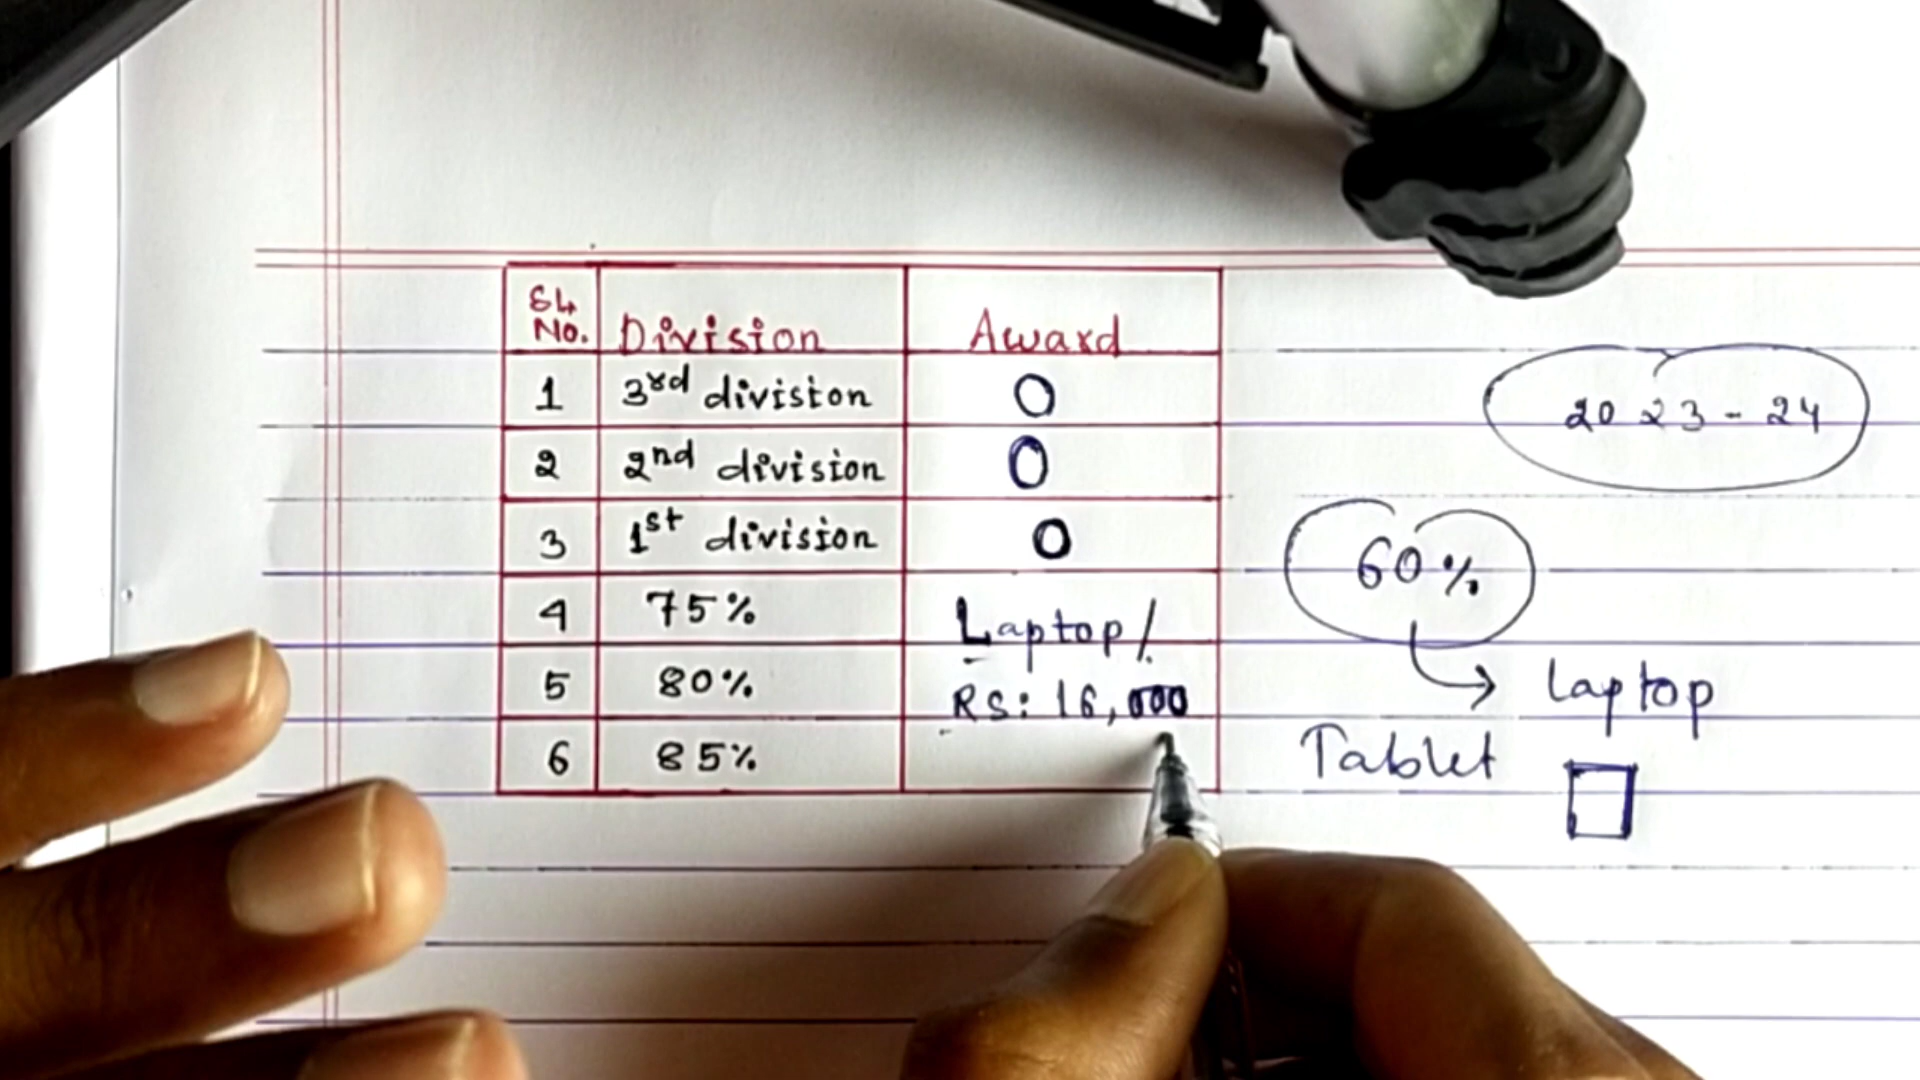 SL
No. Division Award
1 3rd division 0
2 2nd division 0
3 1st division 0
4 75% Laptop/
5 80% Rs: 16,000
6 85%
2023-24
60%
laptop
Tablet